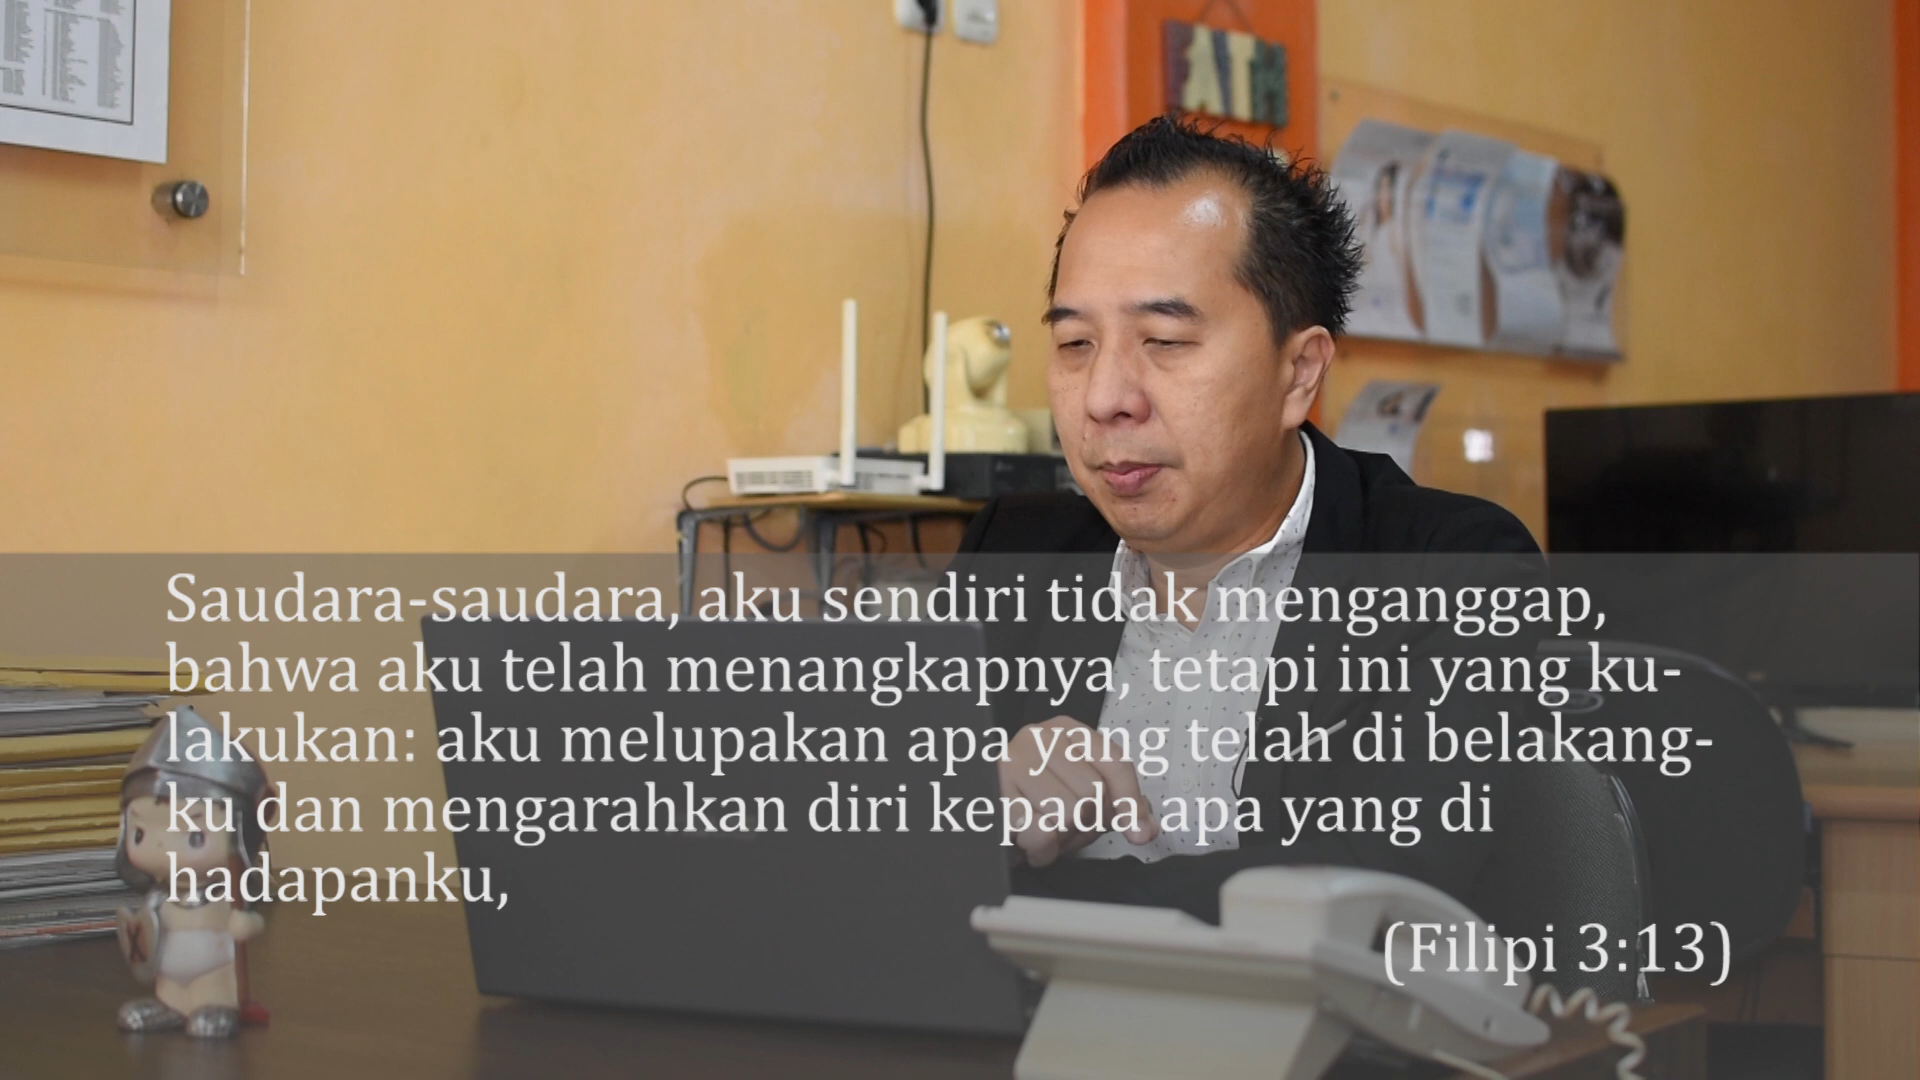 Saudara-saudara, aku sendiri tidak menganggap,
bahwa aku telah menangkapnya, tetapi ini yang ku-
lakukan: aku melupakan apa yang telah di belakang-
ku dan mengarahkan diri kepada apa yang di
hadapanku,
(Filipi 3:13)